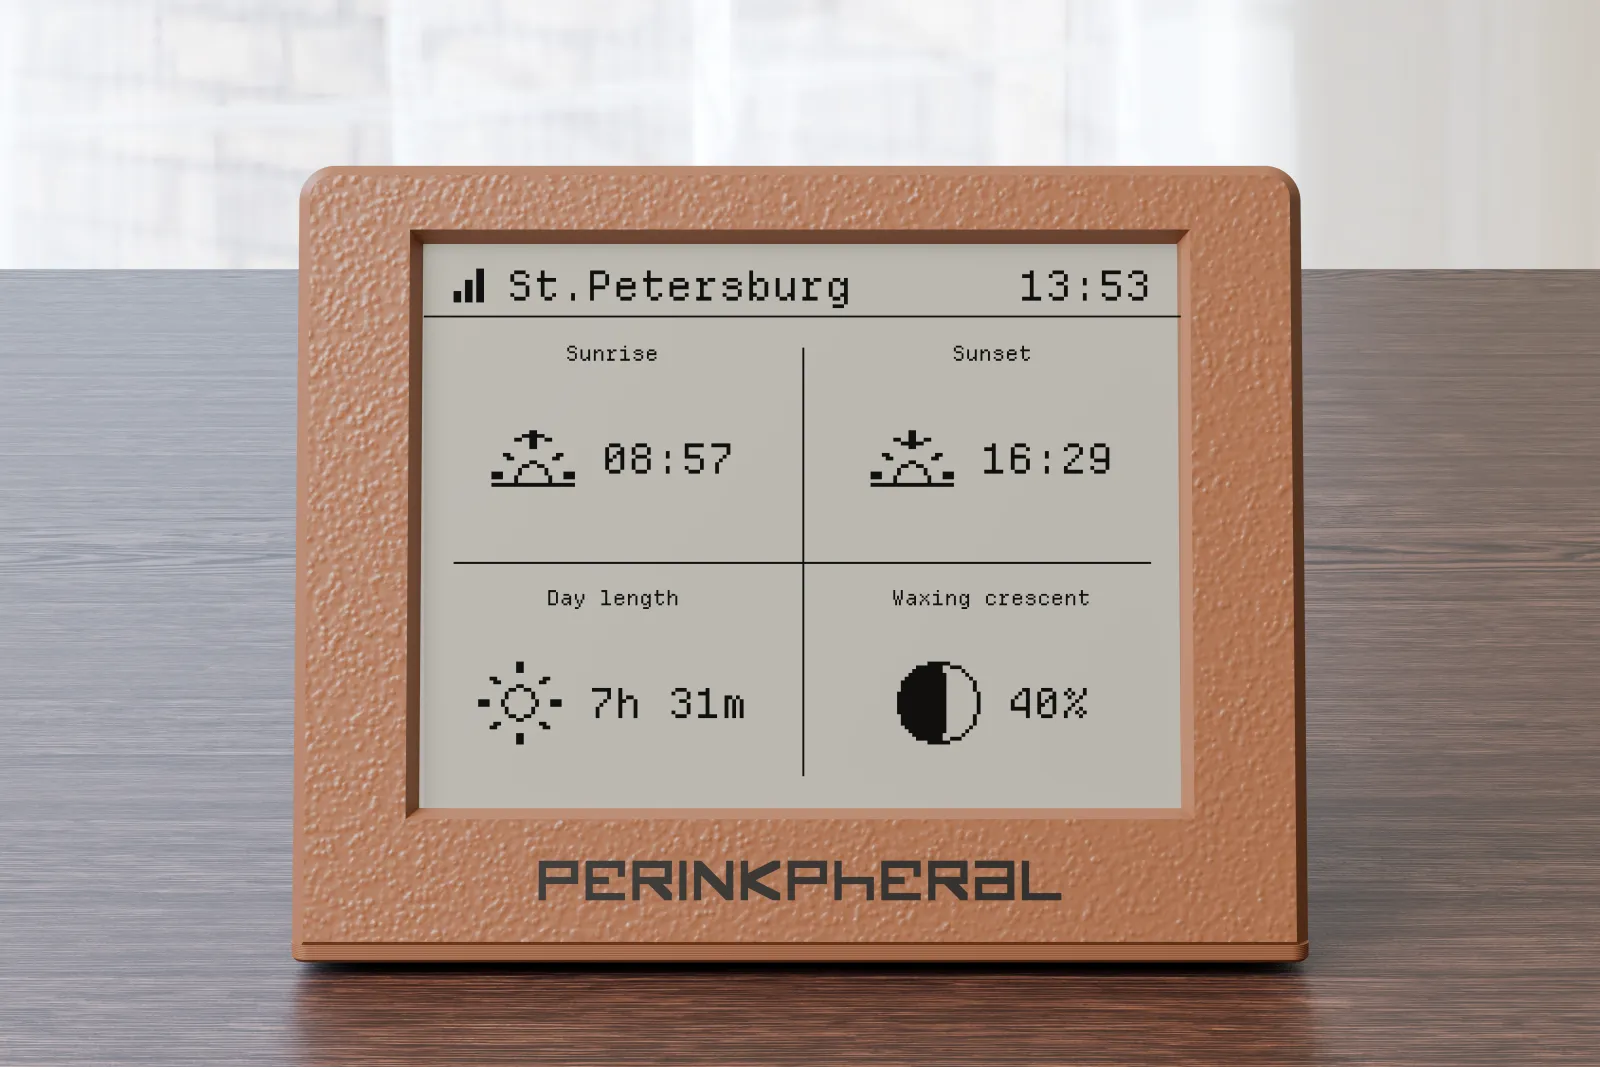 St.Petersburg 13:53
Sunrise
08:57
Sunset
16:29
Day length
7h 31m
Waxing crescent
40%
PERINKPHERAL